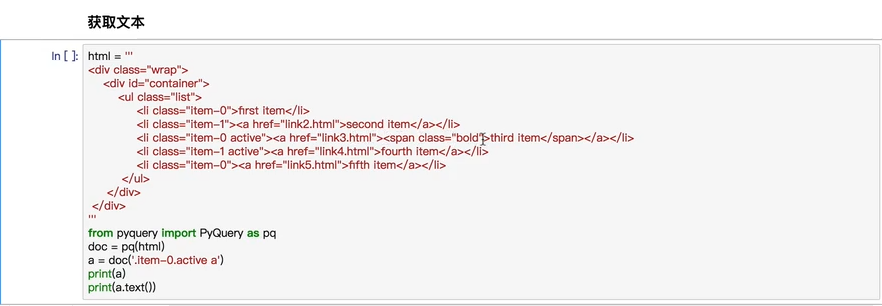 获取文本
In [ ]: html = '''
<div class="wrap">
    <div id="container">
        <ul class="list">
             <li class="item-0">first item</li>
             <li class="item-1"><a href="link2.html">second item</a></li>
             <li class="item-0 active"><a href="link3.html"><span class="bold">third item</span></a></li>
             <li class="item-1 active"><a href="link4.html">fourth item</a></li>
             <li class="item-0"><a href="link5.html">fifth item</a></li>
         </ul>
     </div>
 </div>
'''
from pyquery import PyQuery as pq
doc = pq(html)
a = doc('.item-0.active a')
print(a)
print(a.text())